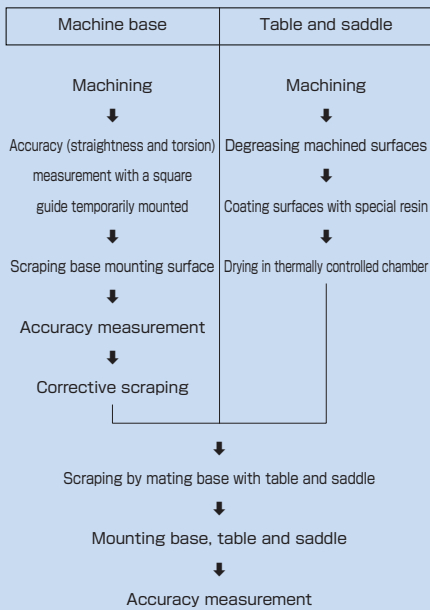 Machine base
Machining
Accuracy (straightness and torsion)
measurement with a square
guide temporarily mounted
Scraping base mounting surface
Accuracy measurement
Corrective scraping
Table and saddle
Machining
Degreasing machined surfaces
Coating surfaces with special resin
Drying in thermally controlled chamber
Scraping by mating base with table and saddle
Mounting base, table and saddle
Accuracy measurement